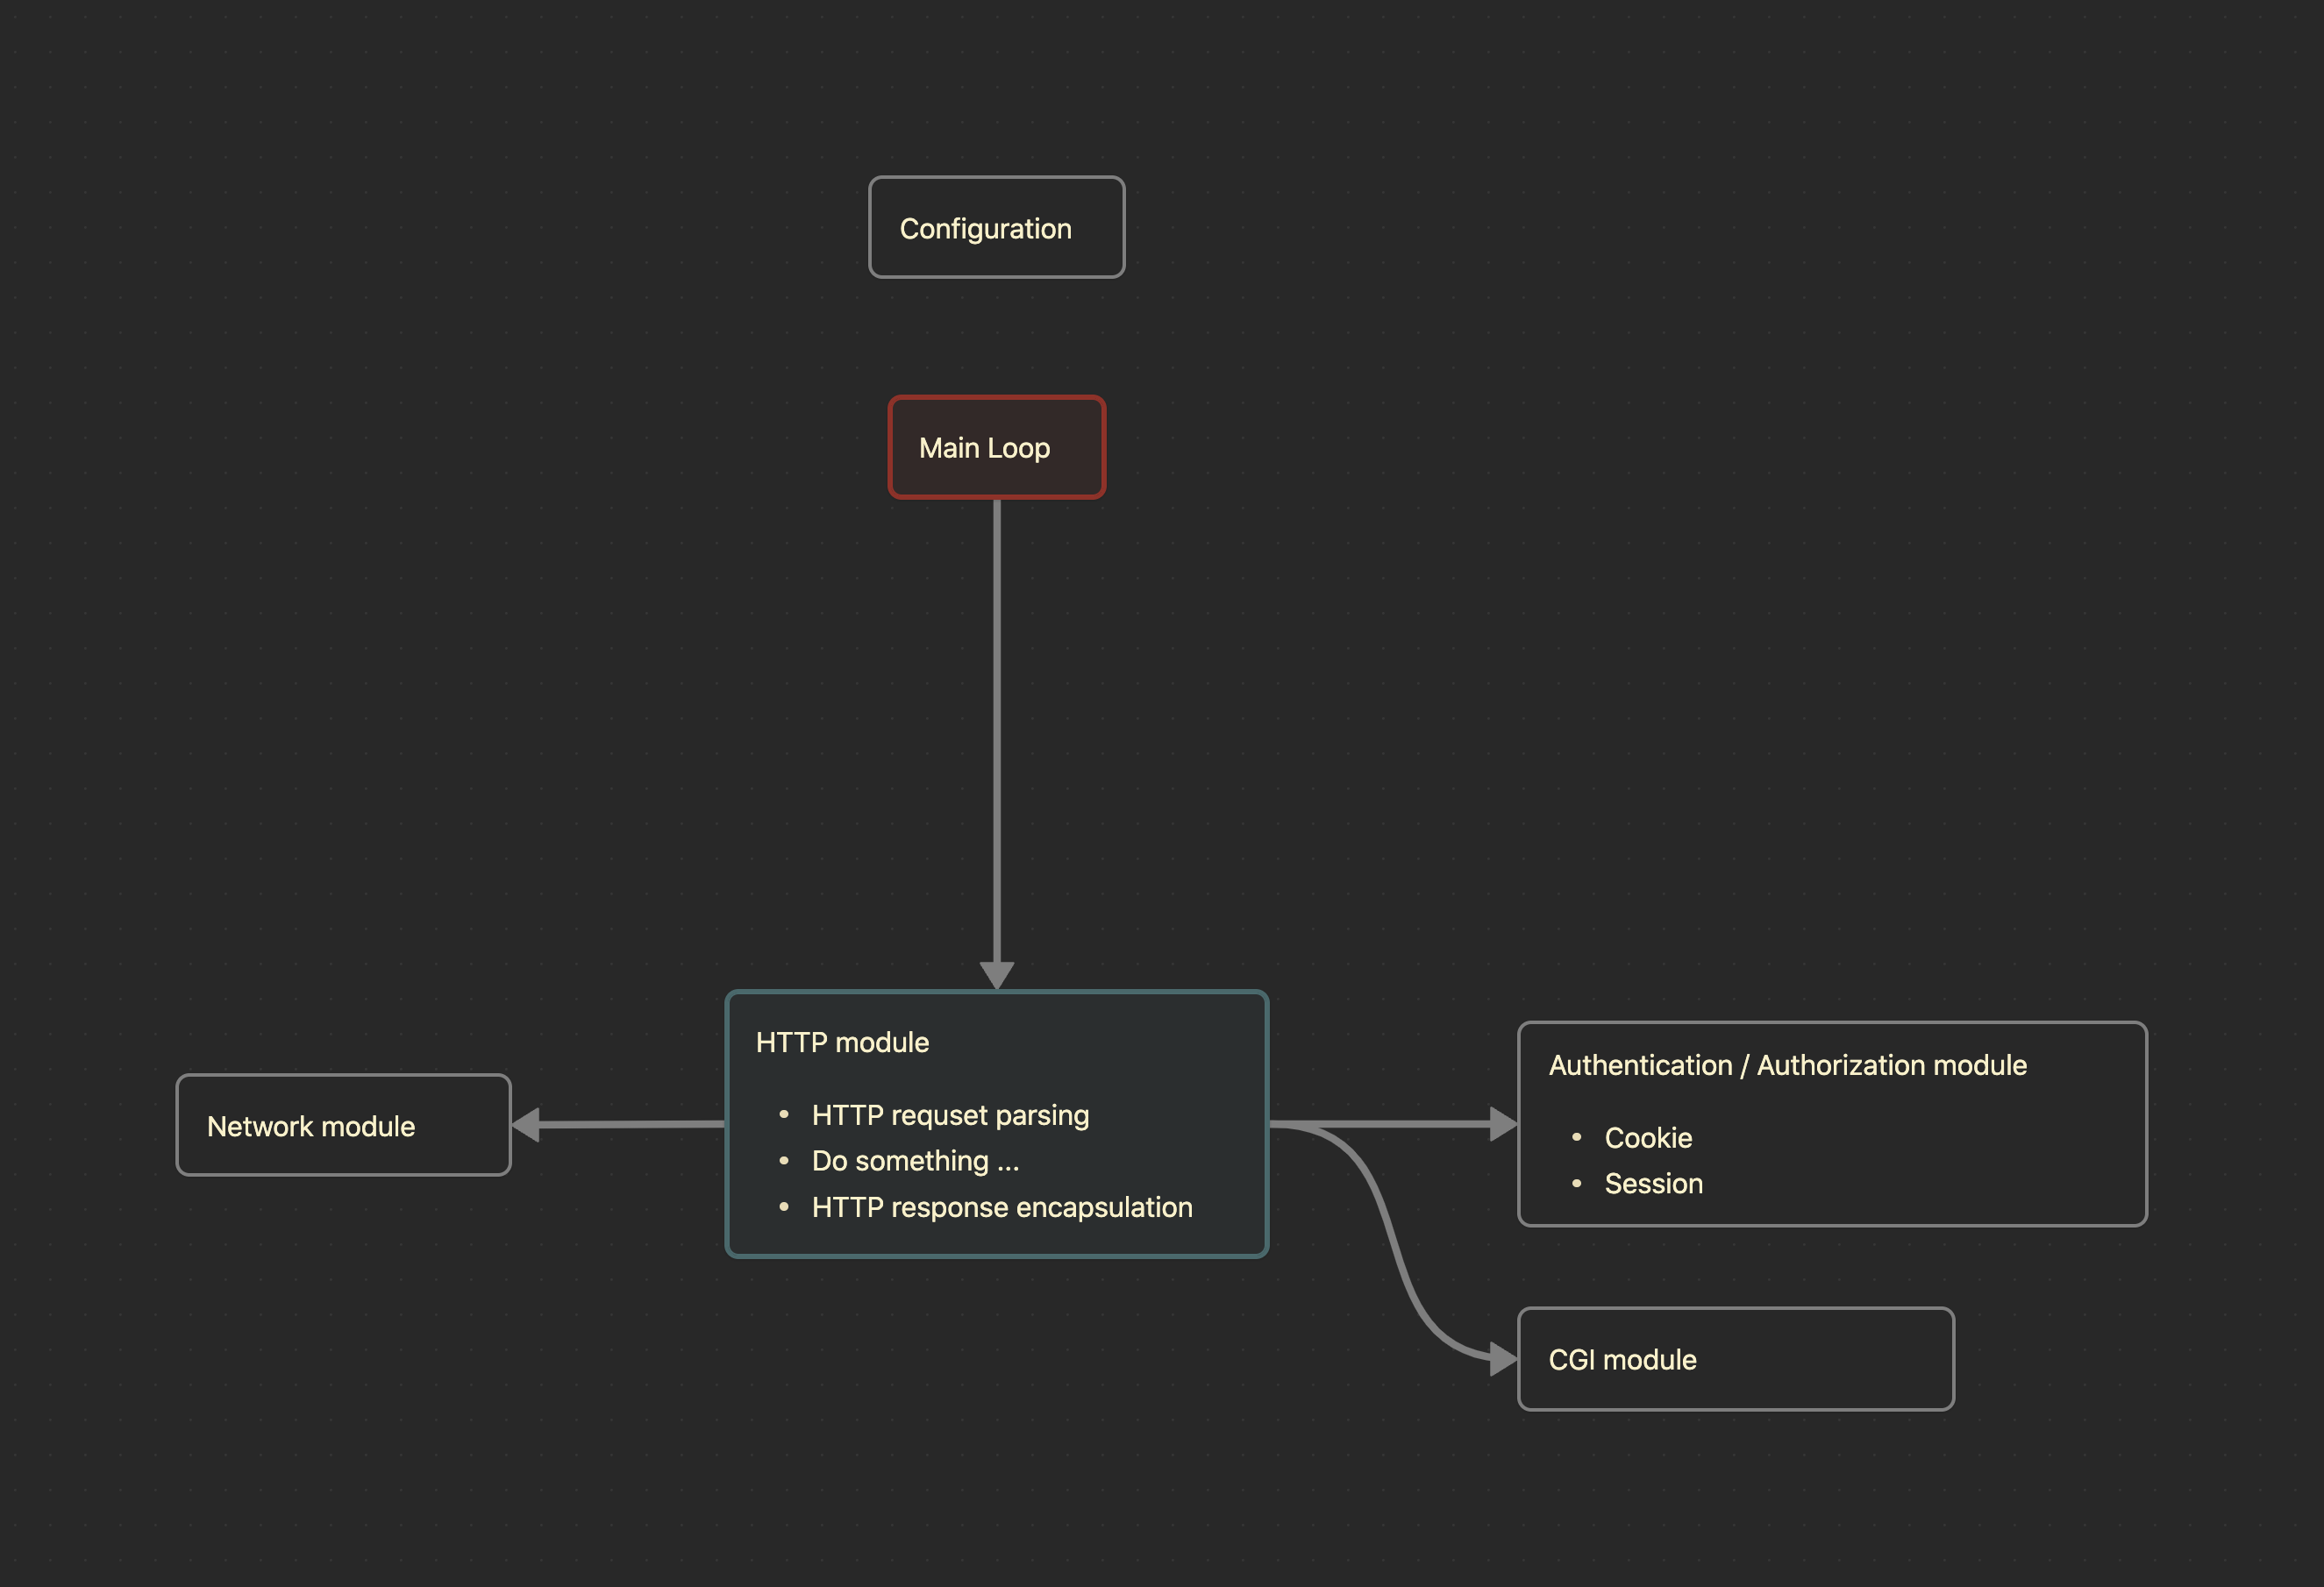 Configuration
Main Loop
HTTP module
HTTP requset parsing
Do something ...
HTTP response encapsulation
Network module
Authentication / Authorization module
Cookie
Session
CGI module